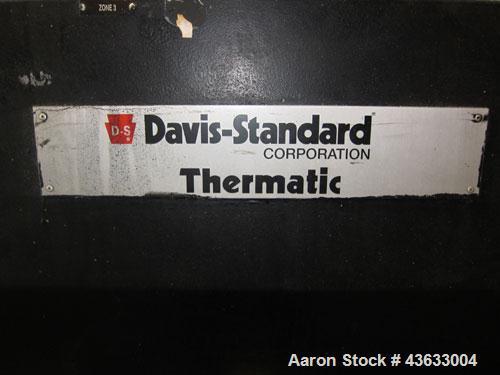 ZONE 3
D-S
Davis-Standard
CORPORATION
Thermatic
Aaron Stock # 43633004